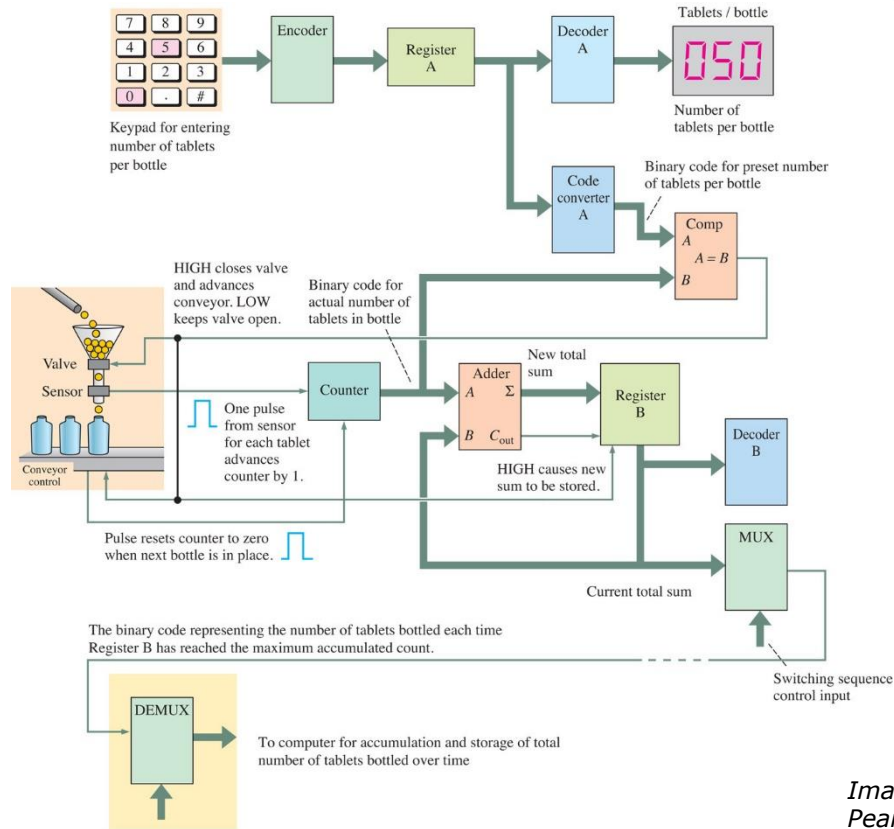 Tablets / bottle
7 8 9
4 5 6
1 2 3
0 . #
Encoder
Register
A
Decoder
A
050
Keypad for entering
number of tablets
per bottle
Number of
tablets per bottle
Code
converter
A
Binary code for preset number
of tablets per bottle
Comp
A
A = B
B
HIGH closes valve
and advances
conveyor. LOW
keeps valve open.
Binary code for
actual number of
tablets in bottle
Valve
Sensor
Counter
Adder
A Σ
B Cout
New total
sum
Register
B
Decoder
B
One pulse
from sensor
for each tablet
advances
counter by 1.
HIGH causes new
sum to be stored.
Conveyor
control
Pulse resets counter to zero
when next bottle is in place.
MUX
Current total sum
The binary code representing the number of tablets bottled each time
Register B has reached the maximum accumulated count.
Switching sequence
control input
DEMUX
To computer for accumulation and storage of total
number of tablets bottled over time